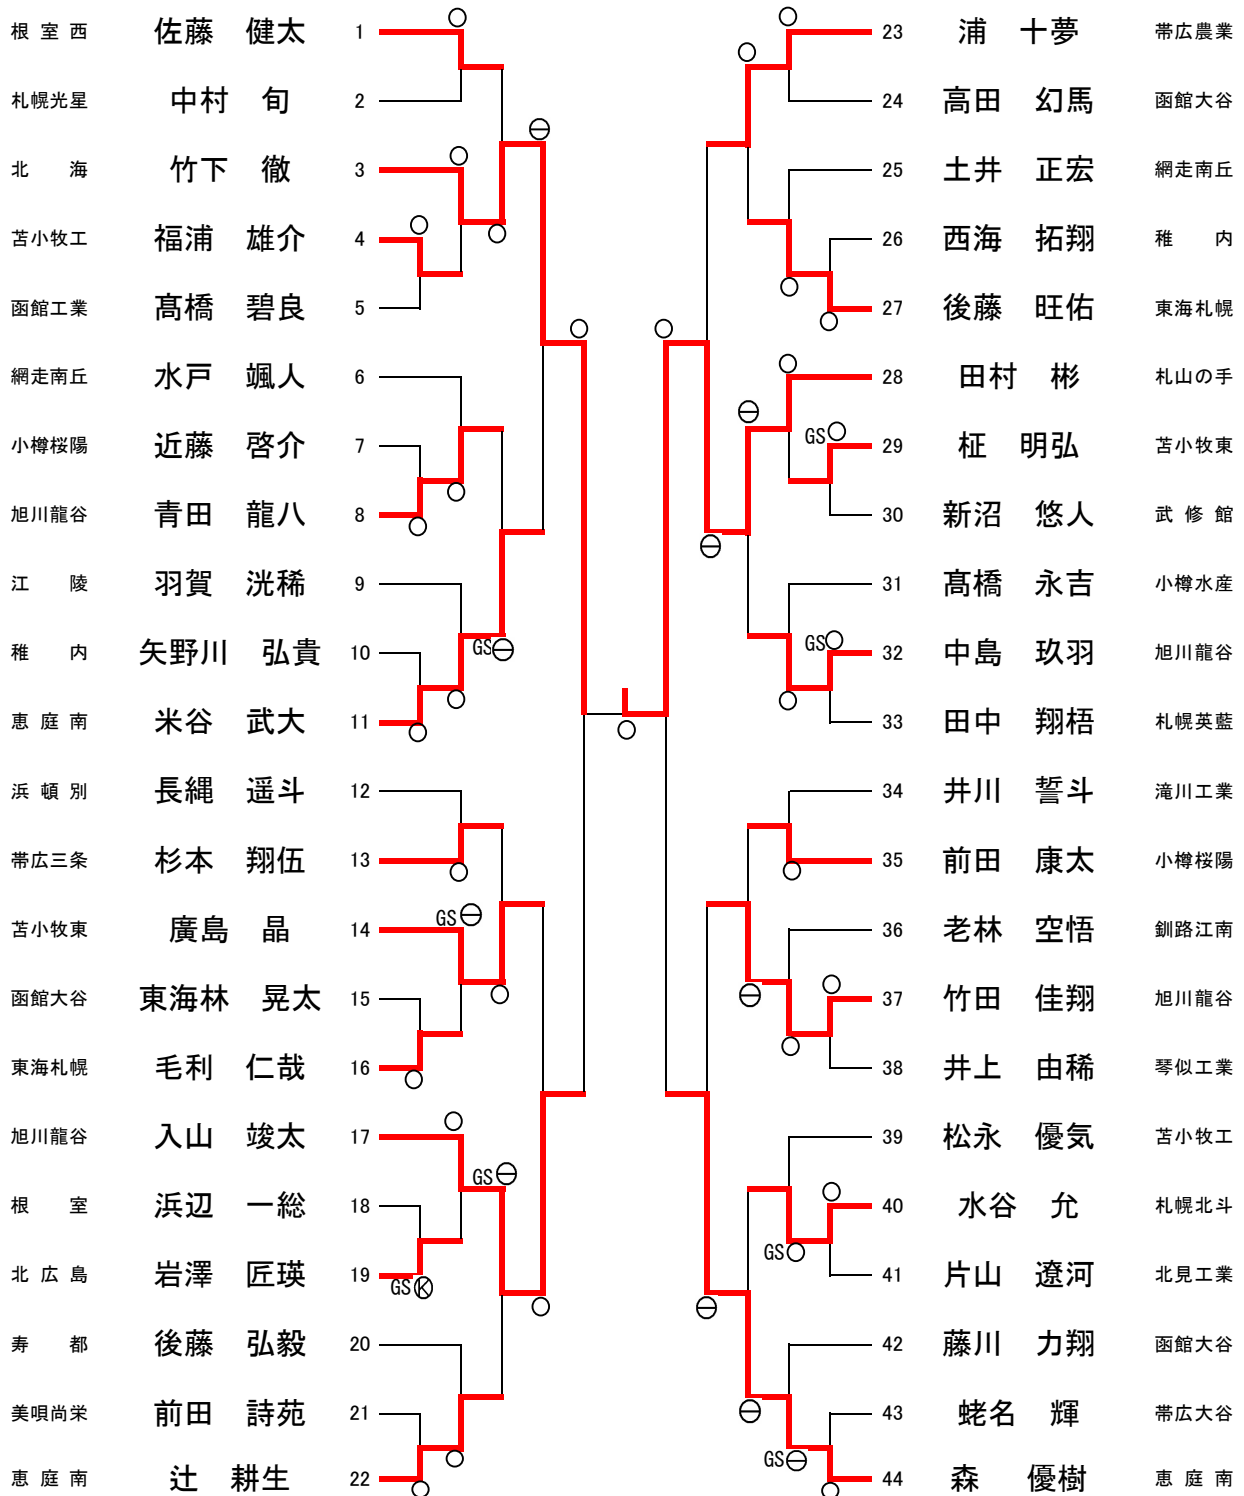 根室西 佐藤 健太 1
札幌光星 中村 旬 2
北海 竹下 徹 3
苫小牧工 福浦 雄介 4
函館工業 髙橋 碧良 5
網走南丘 水戸 颯人 6
小樽桜陽 近藤 啓介 7
旭川龍谷 青田 龍八 8
江陵 羽賀 洸稀 9
稚内 矢野川 弘貴 10
GS
恵庭南 米谷 武大 11
浜頓別 長縄 遥斗 12
帯広三条 杉本 翔伍 13
GS
苫小牧東 廣島 晶 14
函館大谷 東海林 晃太 15
東海札幌 毛利 仁哉 16
旭川龍谷 入山 竣太 17
GS
根室 浜辺 一総 18
北広島 岩澤 匠瑛 19
GS K
寿都 後藤 弘毅 20
美唄尚栄 前田 詩苑 21
恵庭南 辻 耕生 22
23 浦 十夢 帯広農業
24 高田 幻馬 函館大谷
25 土井 正宏 網走南丘
26 西海 拓翔 稚内
27 後藤 旺佑 東海札幌
28 田村 彬 札山の手
GS
29 柾 明弘 苫小牧東
30 新沼 悠人 武修館
31 髙橋 永吉 小樽水産
GS
32 中島 玖羽 旭川龍谷
33 田中 翔梧 札幌英藍
34 井川 誓斗 滝川工業
35 前田 康太 小樽桜陽
36 老林 空悟 釧路江南
37 竹田 佳翔 旭川龍谷
38 井上 由稀 琴似工業
39 松永 優気 苫小牧工
40 水谷 允 札幌北斗
GS
41 片山 遼河 北見工業
42 藤川 力翔 函館大谷
43 蛯名 輝 帯広大谷
GS
44 森 優樹 恵庭南